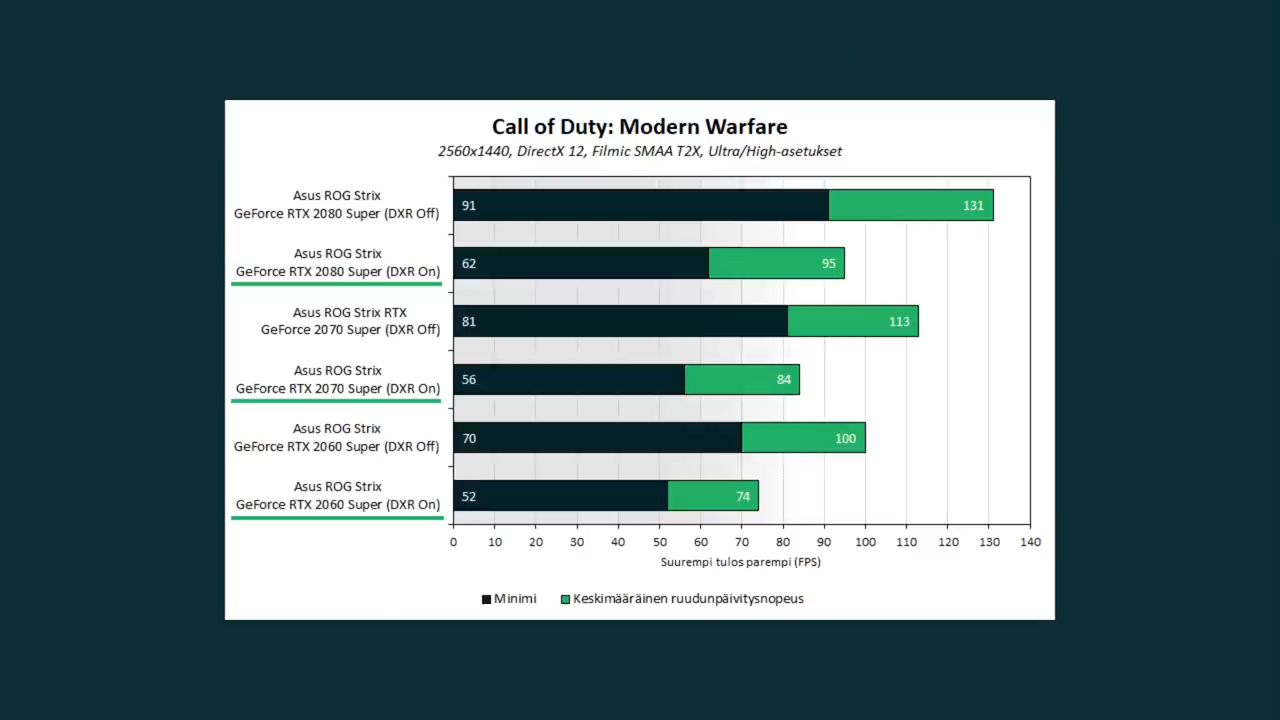 Call of Duty: Modern Warfare
2560x1440, DirectX 12, Filmic SMAA T2X, Ultra/High-asetukset
Asus ROG Strix
GeForce RTX 2080 Super (DXR Off)
91
131
Asus ROG Strix
GeForce RTX 2080 Super (DXR On)
62
95
Asus ROG Strix RTX
GeForce 2070 Super (DXR Off)
81
113
Asus ROG Strix
GeForce RTX 2070 Super (DXR On)
56
84
Asus ROG Strix
GeForce RTX 2060 Super (DXR Off)
70
100
Asus ROG Strix
GeForce RTX 2060 Super (DXR On)
52
74
0 10 20 30 40 50 60 70 80 90 100 110 120 130 140
Suurempi tulos parempi (FPS)
Minimi Keskimääräinen ruudunpäivitysnopeus